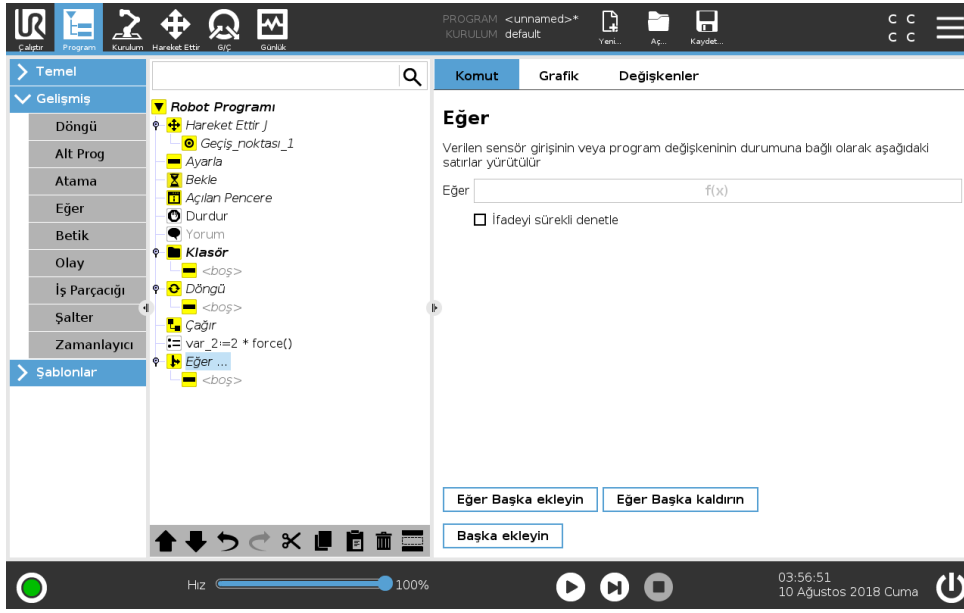 UR
Çalıştır
Program
Kurulum
Hareket Ettir
G/Ç
Günlük
PROGRAM <unnamed>*
KURULUM default
Yeni...
Aç...
Kaydet...
C C
C C
Temel
Gelişmiş
Döngü
Alt Prog
Atama
Eğer
Betik
Olay
İş Parçacığı
Şalter
Zamanlayıcı
Şablonlar
Robot Programı
Hareket Ettir J
Geçiş_noktası_1
Ayarla
Bekle
Açılan Pencere
Durdur
Yorum
Klasör
<boş>
Döngü
<boş>
Çağır
var_2:=2 * force()
Eğer ...
<boş>
Komut
Grafik
Değişkenler
Eğer
Verilen sensör girişinin veya program değişkeninin durumuna bağlı olarak aşağıdaki
satırlar yürütülür
Eğer
f(x)
İfadeyi sürekli denetle
Eğer Başka ekleyin
Eğer Başka kaldırın
Başka ekleyin
Hız
100%
03:56:51
10 Ağustos 2018 Cuma